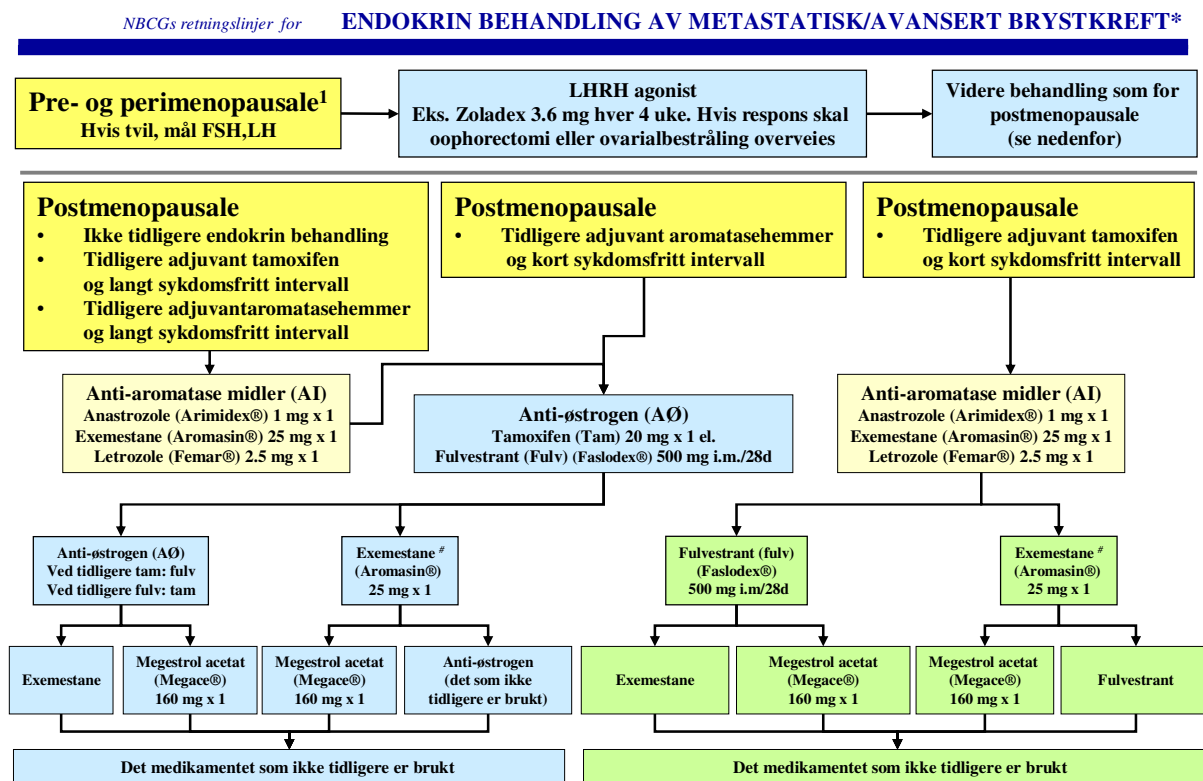 NBCGs retningslinjer for ENDOKRIN BEHANDLING AV METASTATISK/AVANSERT BRYSTKREFT*
Pre- og perimenopausale¹
Hvis tvil, mål FSH,LH
LHRH agonist
Eks. Zoladex 3.6 mg hver 4 uke. Hvis respons skal
oophorectomi eller ovarialbestråling overveies
Videre behandling som for
postmenopausale
(se nedenfor)
Postmenopausale
• Ikke tidligere endokrin behandling
• Tidligere adjuvant tamoxifen
og langt sykdomsfritt intervall
• Tidligere adjuvantaromatasehemmer
og langt sykdomsfritt intervall
Postmenopausale
• Tidligere adjuvant aromatasehemmer
og kort sykdomsfritt intervall
Postmenopausale
• Tidligere adjuvant tamoxifen
og kort sykdomsfritt intervall
Anti-aromatase midler (AI)
Anastrozole (Arimidex®) 1 mg x 1
Exemestane (Aromasin®) 25 mg x 1
Letrozole (Femar®) 2.5 mg x 1
Anti-østrogen (AØ)
Tamoxifen (Tam) 20 mg x 1 el.
Fulvestrant (Fulv) (Faslodex®) 500 mg i.m./28d
Anti-aromatase midler (AI)
Anastrozole (Arimidex®) 1 mg x 1
Exemestane (Aromasin®) 25 mg x 1
Letrozole (Femar®) 2.5 mg x 1
Anti-østrogen (AØ)
Ved tidligere tam: fulv
Ved tidligere fulv: tam
Exemestane #
(Aromasin®)
25 mg x 1
Fulvestrant (fulv)
(Faslodex®)
500 mg i.m/28d
Exemestane #
(Aromasin®)
25 mg x 1
Exemestane
Megestrol acetat
(Megace®)
160 mg x 1
Megestrol acetat
(Megace®)
160 mg x 1
Anti-østrogen
(det som ikke
tidligere er brukt)
Exemestane
Megestrol acetat
(Megace®)
160 mg x 1
Megestrol acetat
(Megace®)
160 mg x 1
Fulvestrant
Det medikamentet som ikke tidligere er brukt
Det medikamentet som ikke tidligere er brukt